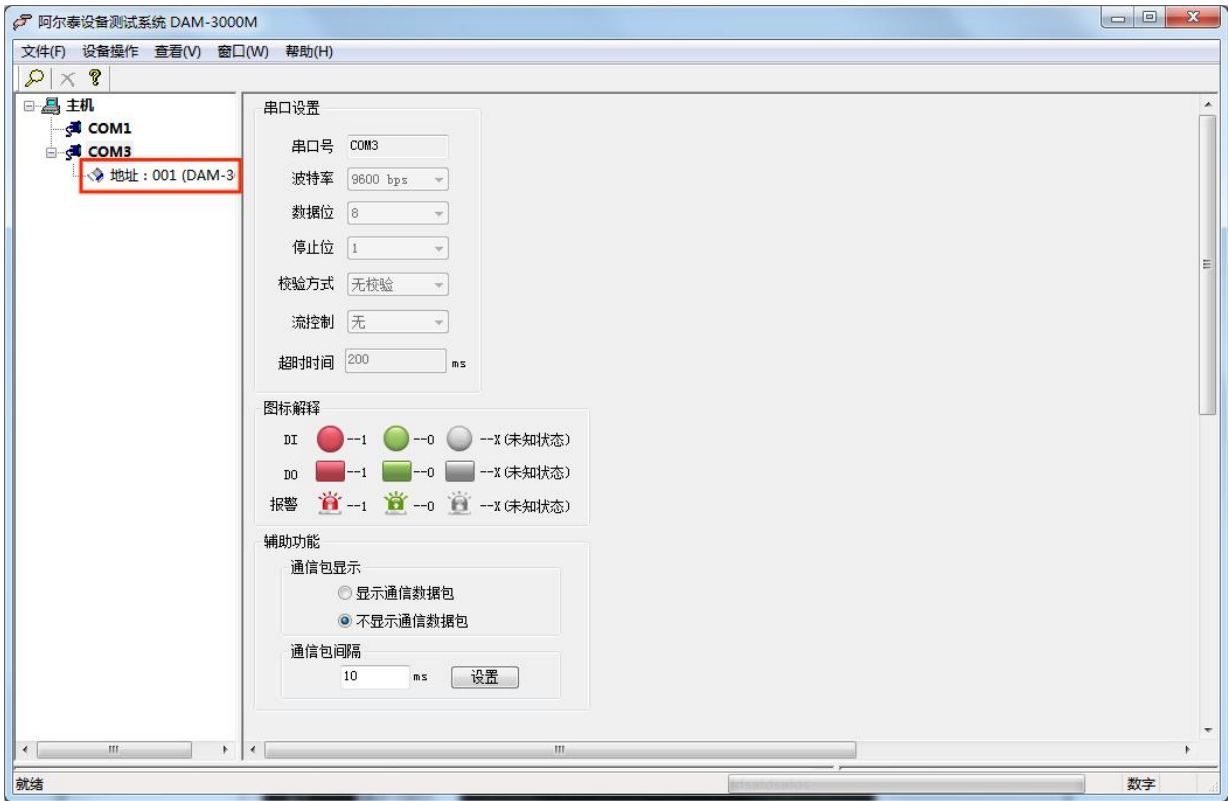 阿尔泰设备测试系统 DAM-3000M
文件(F) 设备操作 查看(V) 窗口(W) 帮助(H)
主机
COM1
COM3
地址：001 (DAM-3
串口设置
串口号 COM3
波特率 9600 bps
数据位 8
停止位 1
校验方式 无校验
流控制 无
超时时间 200 ms
图标解释
DI --1 --0 --X(未知状态)
DO --1 --0 --X(未知状态)
报警 --1 --0 --X(未知状态)
辅助功能
通信包显示
显示通信数据包
不显示通信数据包
通信包间隔
10 ms 设置
就绪 数字